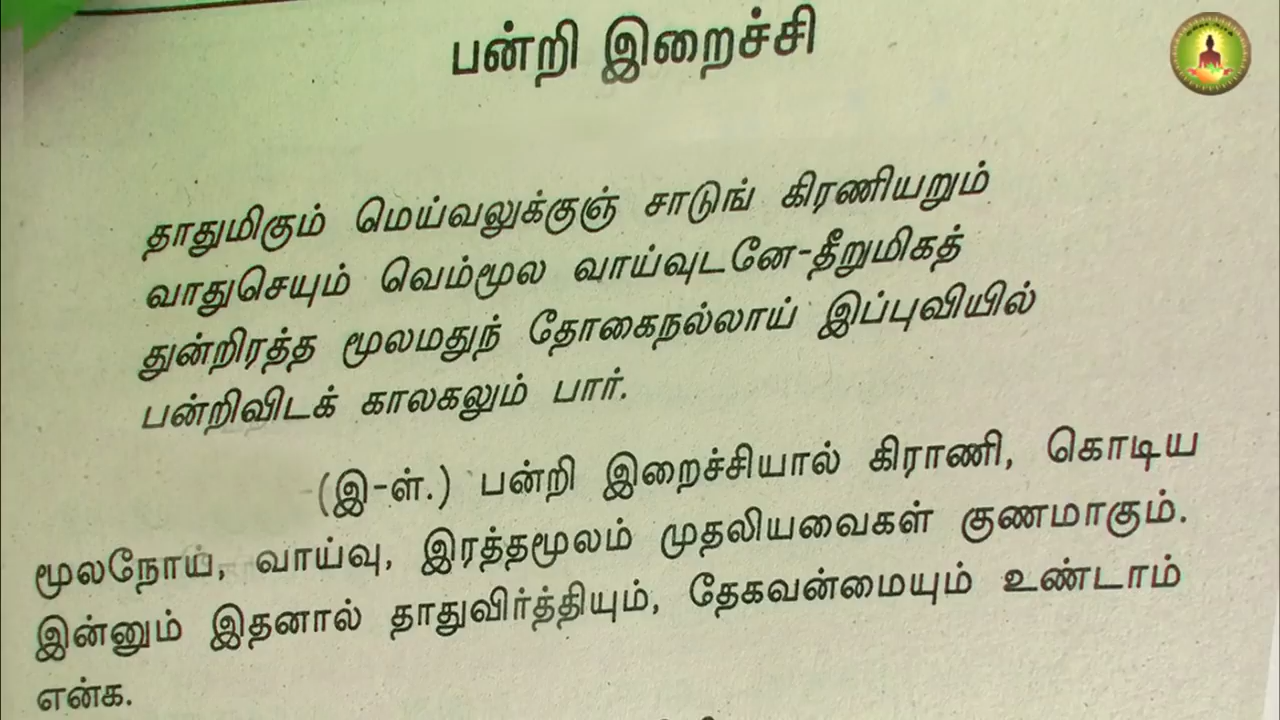 பன்றி இறைச்சி
தாதுமிகும் மெய்வலுக்குஞ் சாடுங் கிரணியறும்
வாதுசெயும் வெம்மூல வாய்வுடனே-தீறுமிகத்
துன்றிரத்த மூலமதுந் தோகைநல்லாய் இப்புவியில்
பன்றிவிடக் காலகலும் பார்.
(இ-ள்.) பன்றி இறைச்சியால் கிராணி, கொடிய
மூலநோய், வாய்வு, இரத்தமூலம் முதலியவைகள் குணமாகும்.
இன்னும் இதனால் தாதுவிர்த்தியும், தேகவன்மையும் உண்டாம்
என்க.